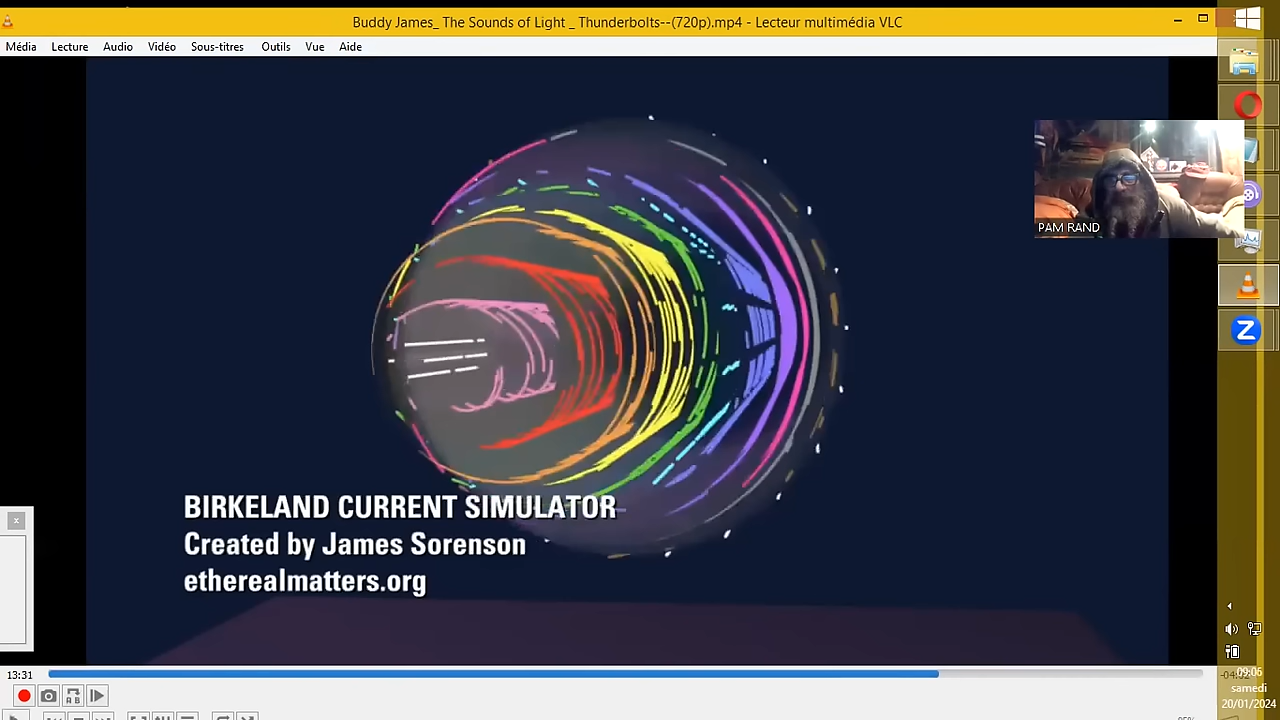 Buddy James_ The Sounds of Light _ Thunderbolts--(720p).mp4 - Lecteur multimédia VLC
Média Lecture Audio Vidéo Sous-titres Outils Vue Aide
PAM RAND
Z
BIRKELAND CURRENT SIMULATOR
Created by James Sorenson
etherealmatters.org
x
13:31
09:06
samedi
20/01/2024